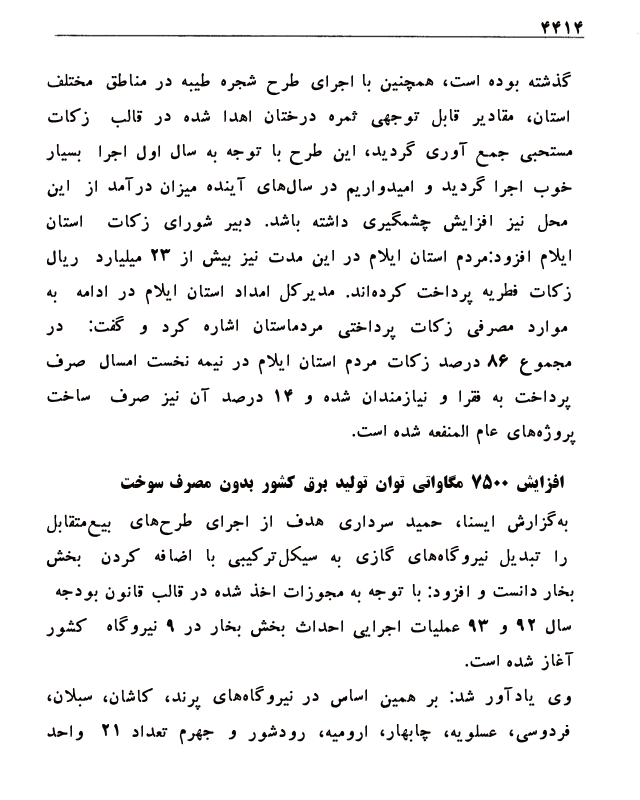 ۴۴۱۴
گذشته بوده است، همچنین با اجرای طرح شجره طیبه در مناطق مختلف
استان، مقادیر قابل توجهی ثمره درختان اهدا شده در قالب زکات
مستحبی جمع آوری گردید، این طرح با توجه به سال اول اجرا بسیار
خوب اجرا گردید و امیدواریم در سال‌های آینده میزان درآمد از این
محل نیز افزایش چشمگیری داشته باشد. دبیر شورای زکات استان
ایلام افزود:مردم استان ایلام در این مدت نیز بیش از ۲۳ میلیارد ریال
زکات فطریه پرداخت کرده‌اند. مدیرکل امداد استان ایلام در ادامه به
موارد مصرفی زکات پرداختی مردماستان اشاره کرد و گفت: در
مجموع ۸۶ درصد زکات مردم استان ایلام در نیمه نخست امسال صرف
پرداخت به فقرا و نیازمندان شده و ۱۴ درصد آن نیز صرف ساخت
پروژه‌های عام المنفعه شده است.
افزایش ۷۵۰۰ مگاواتی توان تولید برق کشور بدون مصرف سوخت
به‌گزارش ایسنا، حمید سرداری هدف از اجرای طرح‌های بیع‌متقابل
را تبدیل نیروگاه‌های گازی به سیکل‌ترکیبی با اضافه کردن بخش
بخار دانست و افزود: با توجه به مجوزات اخذ شده در قالب قانون بودجه
سال ۹۲ و ۹۳ عملیات اجرایی احداث بخش بخار در ۹ نیروگاه کشور
آغاز شده است.
وی یادآور شد: بر همین اساس در نیروگاه‌های پرند، کاشان، سبلان،
فردوسی، عسلویه، چابهار، ارومیه، رودشور و جهرم تعداد ۲۱ واحد